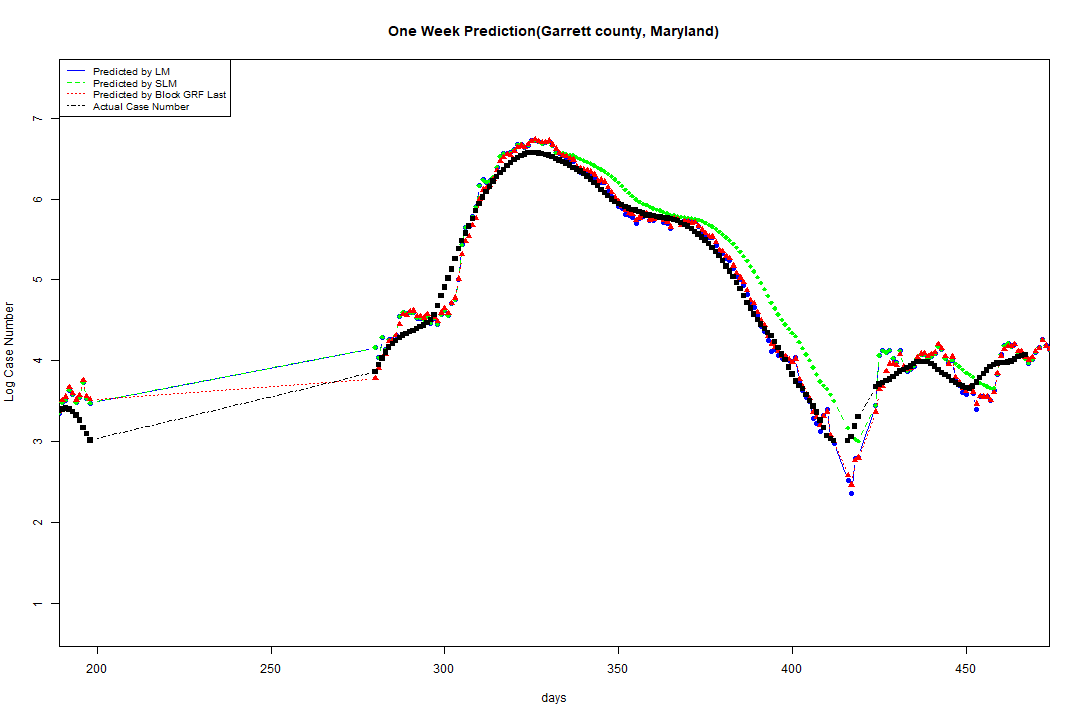 One Week Prediction(Garrett county, Maryland)
Predicted by LM
Predicted by SLM
Predicted by Block GRF Last
Actual Case Number
Log Case Number
7
6
5
4
3
2
1
200
250
300
350
400
450
days